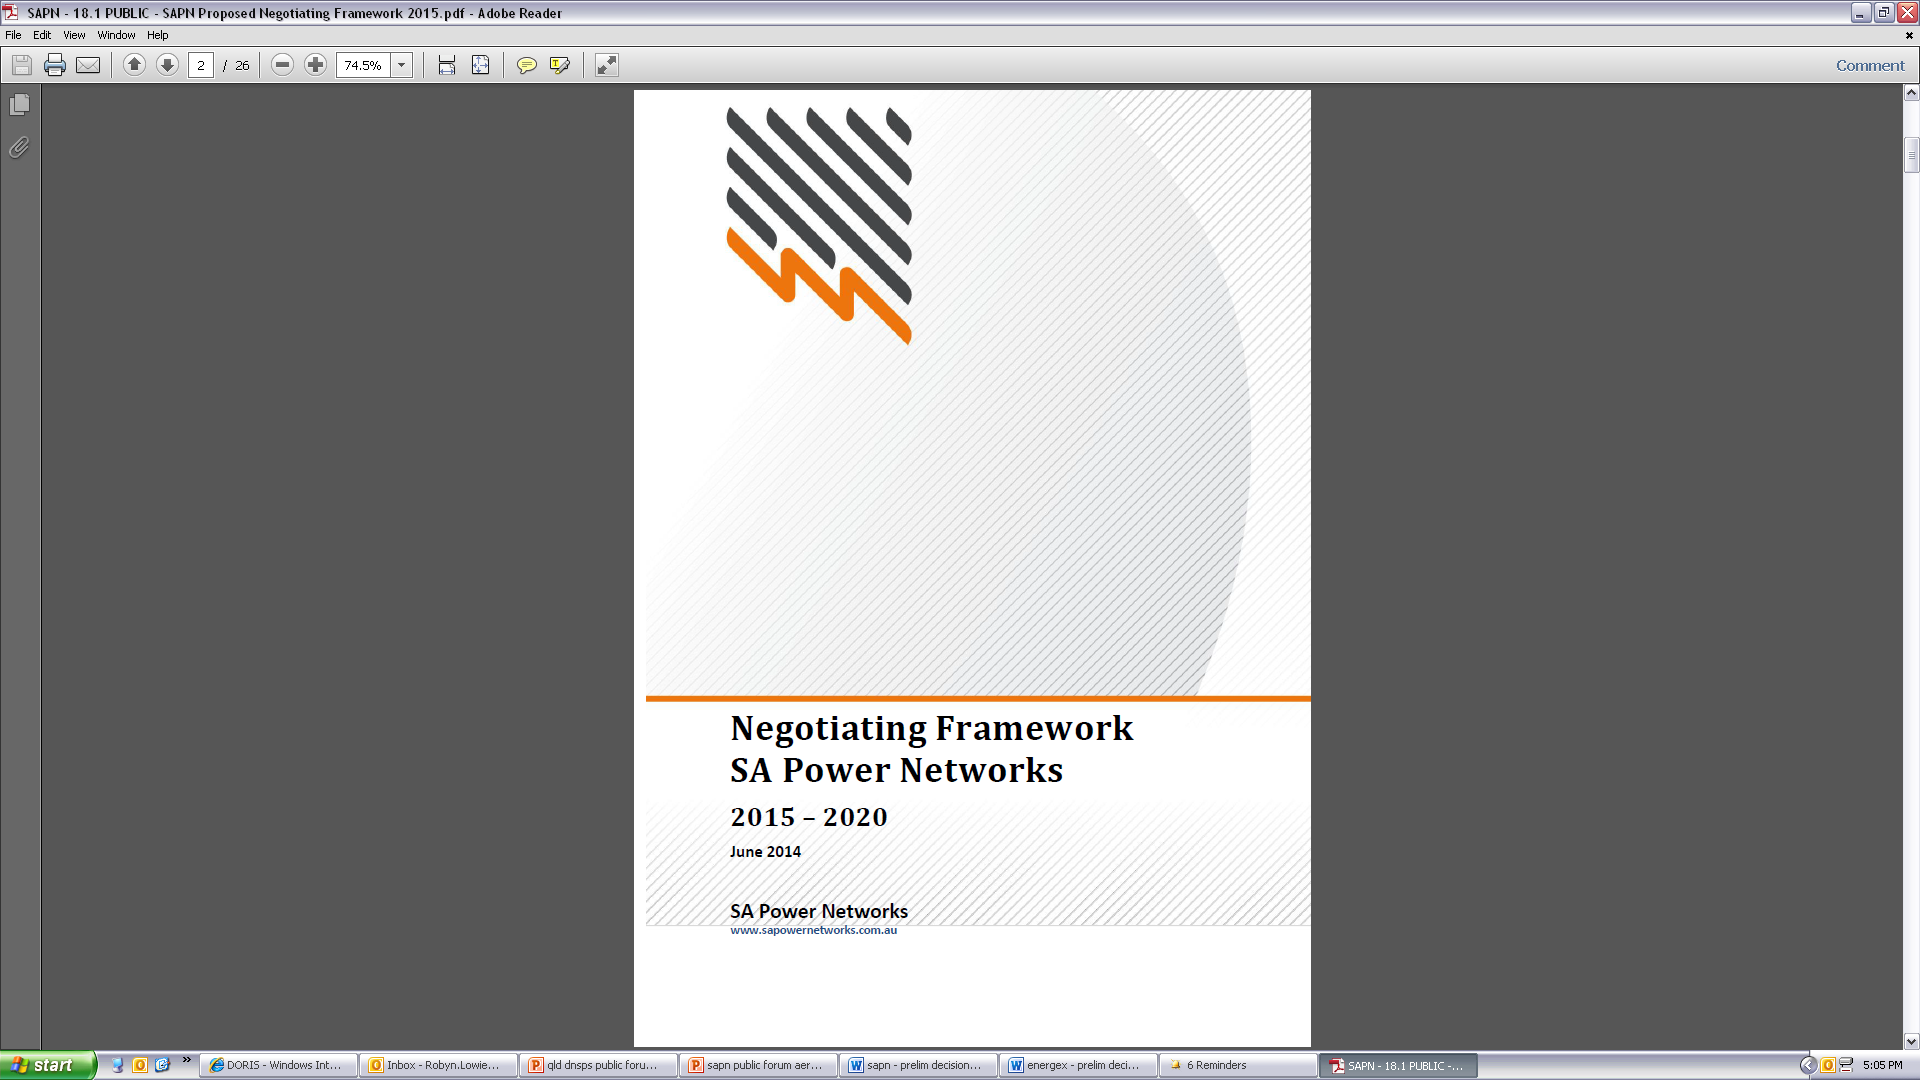 SAPN - 18.1 PUBLIC - SAPN Proposed Negotiating Framework 2015.pdf - Adobe Reader
File Edit View Window Help
2 / 26 74.5% Comment
Negotiating Framework
SA Power Networks
2015 – 2020
June 2014
SA Power Networks
www.sapowernetworks.com.au
start DORIS - Windows Int... Inbox - Robyn.Lowie... qld dnsps public foru... sapn public forum aer... sapn - prelim decision... energex - prelim deci... 6 Reminders SAPN - 18.1 PUBLIC -... 5:05 PM